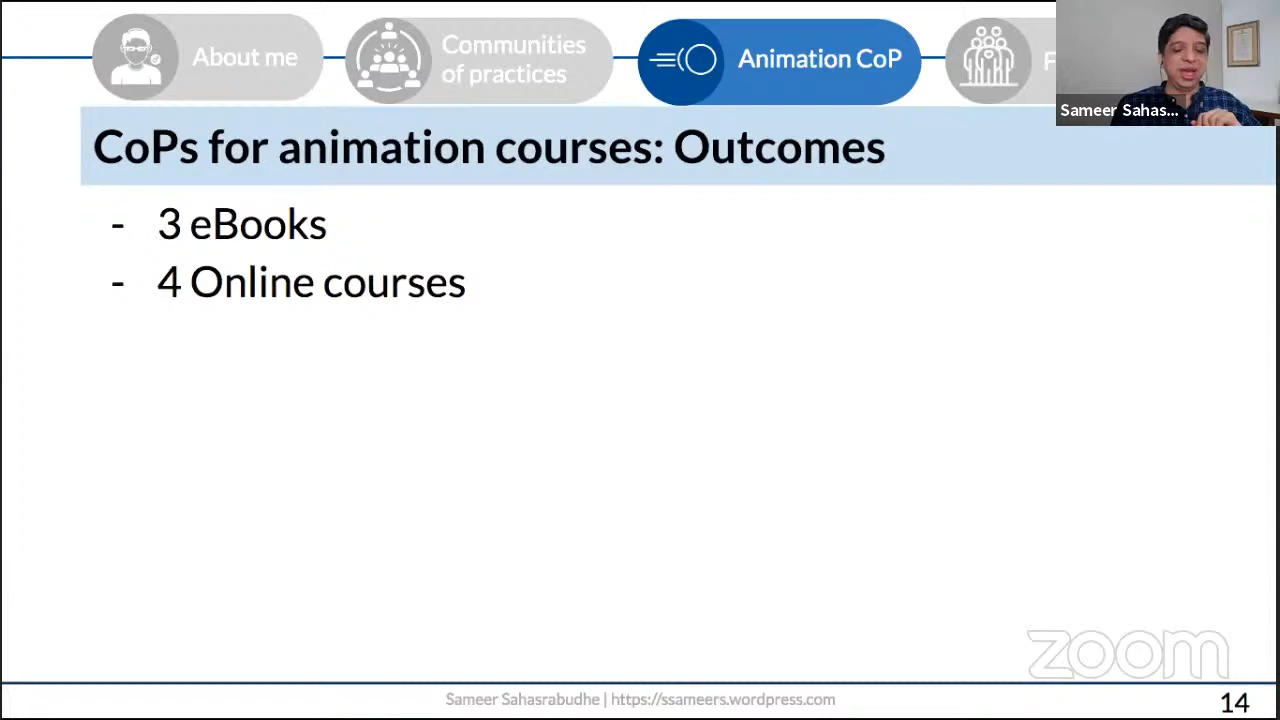 About me
Communities
of practices
Animation CoP
F
Sameer Sahas...
CoPs for animation courses: Outcomes
- 3 eBooks
- 4 Online courses
zoom
Sameer Sahasrabudhe | https://ssameers.wordpress.com
14